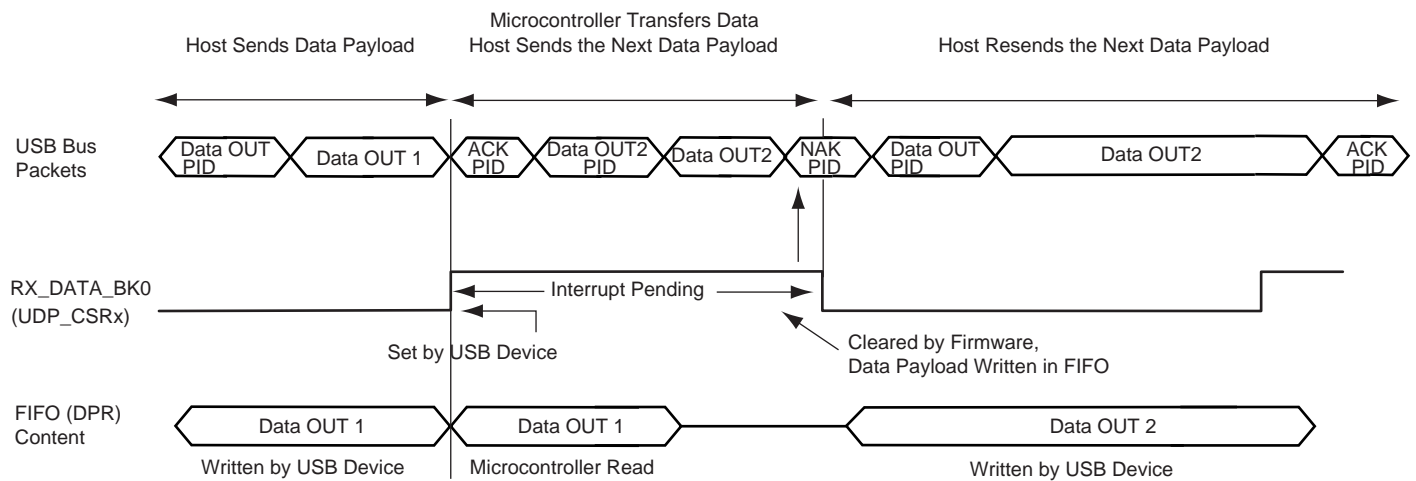 Microcontroller Transfers Data
Host Sends Data Payload
Host Sends the Next Data Payload
Host Resends the Next Data Payload
USB Bus
Packets
Data OUT
PID
Data OUT 1
ACK
PID
Data OUT2
PID
Data OUT2
NAK
PID
Data OUT
PID
Data OUT2
ACK
PID
RX_DATA_BK0
(UDP_CSRx)
Interrupt Pending
Set by USB Device
Cleared by Firmware,
Data Payload Written in FIFO
FIFO (DPR)
Content
Data OUT 1
Data OUT 1
Data OUT 2
Written by USB Device
Microcontroller Read
Written by USB Device